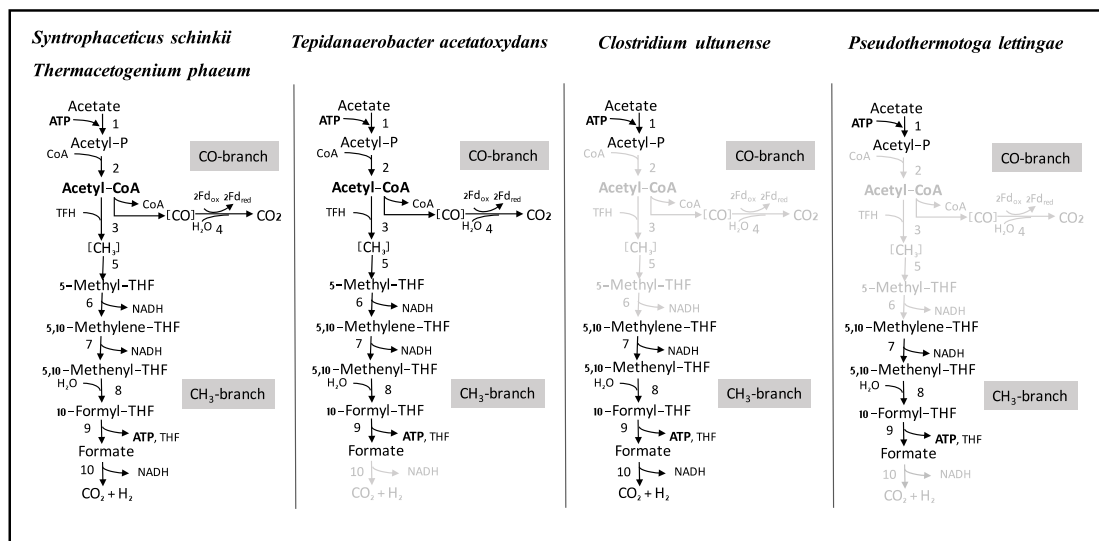 Syntrophaceticus schinkii
Thermacetogenium phaeum
Acetate
ATP
1
Acetyl–P
CoA
2
CO-branch
Acetyl–CoA
CoA
TFH
3
[CO]
2Fdox 2Fdred
H₂O 4
CO₂
[CH₃]
5
5–Methyl–THF
6
NADH
5,10–Methylene–THF
7
NADH
5,10–Methenyl–THF
H₂O
8
CH₃-branch
10–Formyl–THF
9
ATP, THF
Formate
10
NADH
CO₂ + H₂
Tepidanaerobacter acetatoxydans
Acetate
ATP
1
Acetyl–P
CoA
2
CO-branch
Acetyl–CoA
CoA
TFH
3
[CO]
2Fdox 2Fdred
H₂O 4
CO₂
[CH₃]
5
5–Methyl–THF
6
NADH
5,10–Methylene–THF
7
NADH
5,10–Methenyl–THF
H₂O
8
CH₃-branch
10–Formyl–THF
9
ATP, THF
Formate
10
NADH
CO₂ + H₂
Clostridium ultunense
Acetate
ATP
1
Acetyl–P
CoA
2
CO-branch
Acetyl–CoA
CoA
TFH
3
[CO]
2Fdox 2Fdred
H₂O 4
CO₂
[CH₃]
5
5–Methyl–THF
6
NADH
5,10–Methylene–THF
7
NADH
5,10–Methenyl–THF
H₂O
8
CH₃-branch
10–Formyl–THF
9
ATP, THF
Formate
10
NADH
CO₂ + H₂
Pseudothermotoga lettingae
Acetate
ATP
1
Acetyl–P
CoA
2
CO-branch
Acetyl–CoA
CoA
TFH
3
[CO]
2Fdox 2Fdred
H₂O 4
CO₂
[CH₃]
5
5–Methyl–THF
6
NADH
5,10–Methylene–THF
7
NADH
5,10–Methenyl–THF
H₂O
8
CH₃-branch
10–Formyl–THF
9
ATP, THF
Formate
10
NADH
CO₂ + H₂